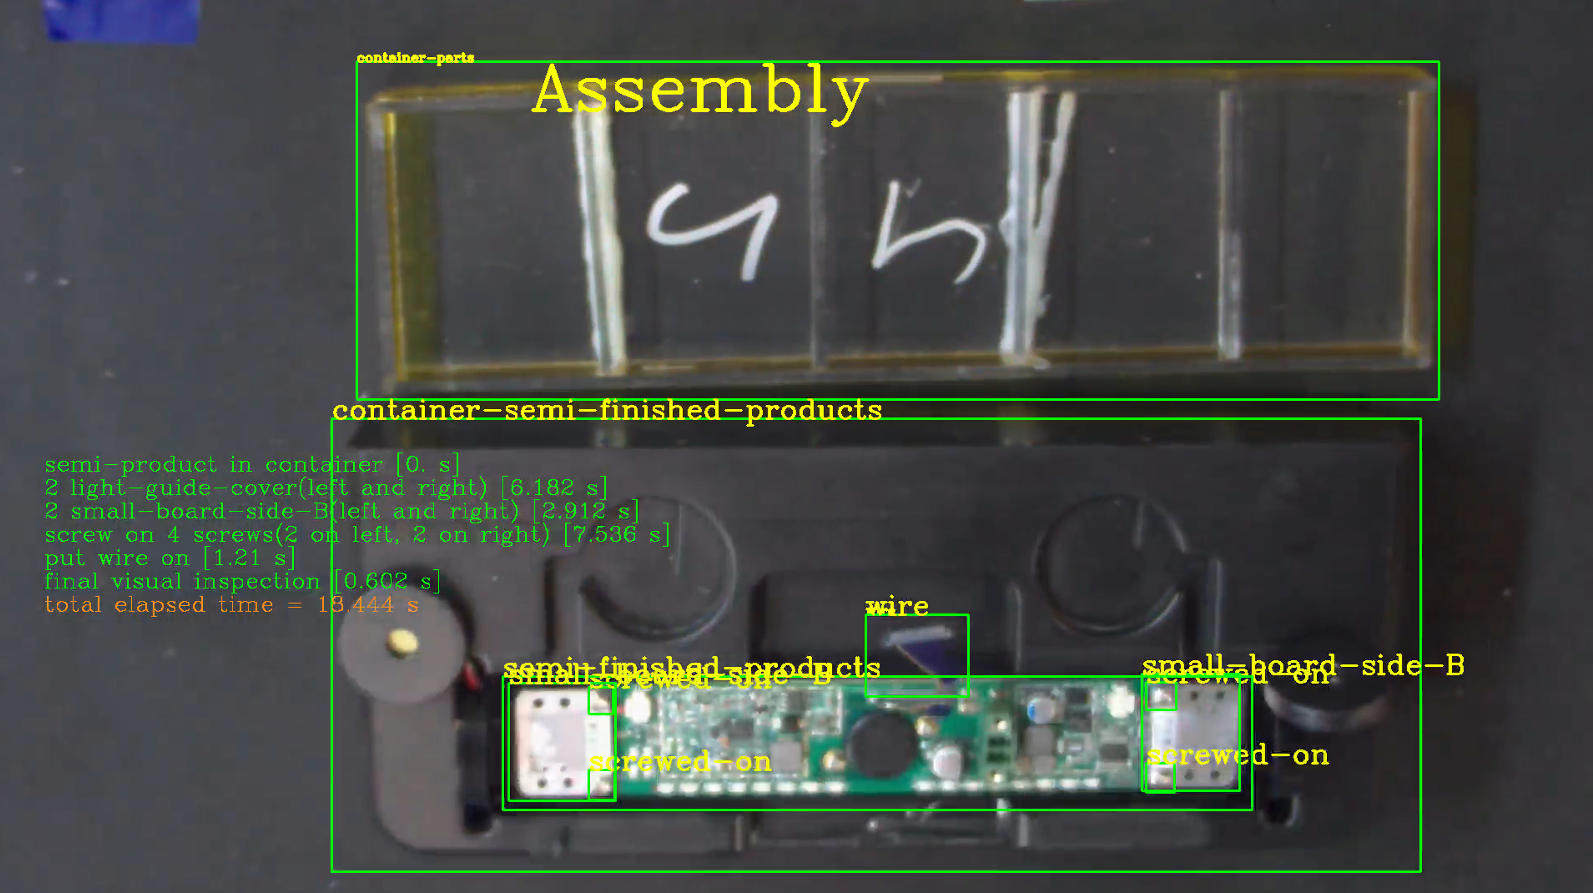 container-parts
Assembly
container-semi-finished-products
semi-product in container [0. s]
2 light-guide-cover(left and right) [6.182 s]
2 small-board-side-B(left and right) [2.912 s]
screw on 4 screws(2 on left, 2 on right) [7.536 s]
put wire on [1.21 s]
final visual inspection [0.602 s]
total elapsed time = 18.444 s
wire
semi-finished-products
small-board-side-B
small-board-side-B
screwed-on
screwed-on
screwed-on
screwed-on